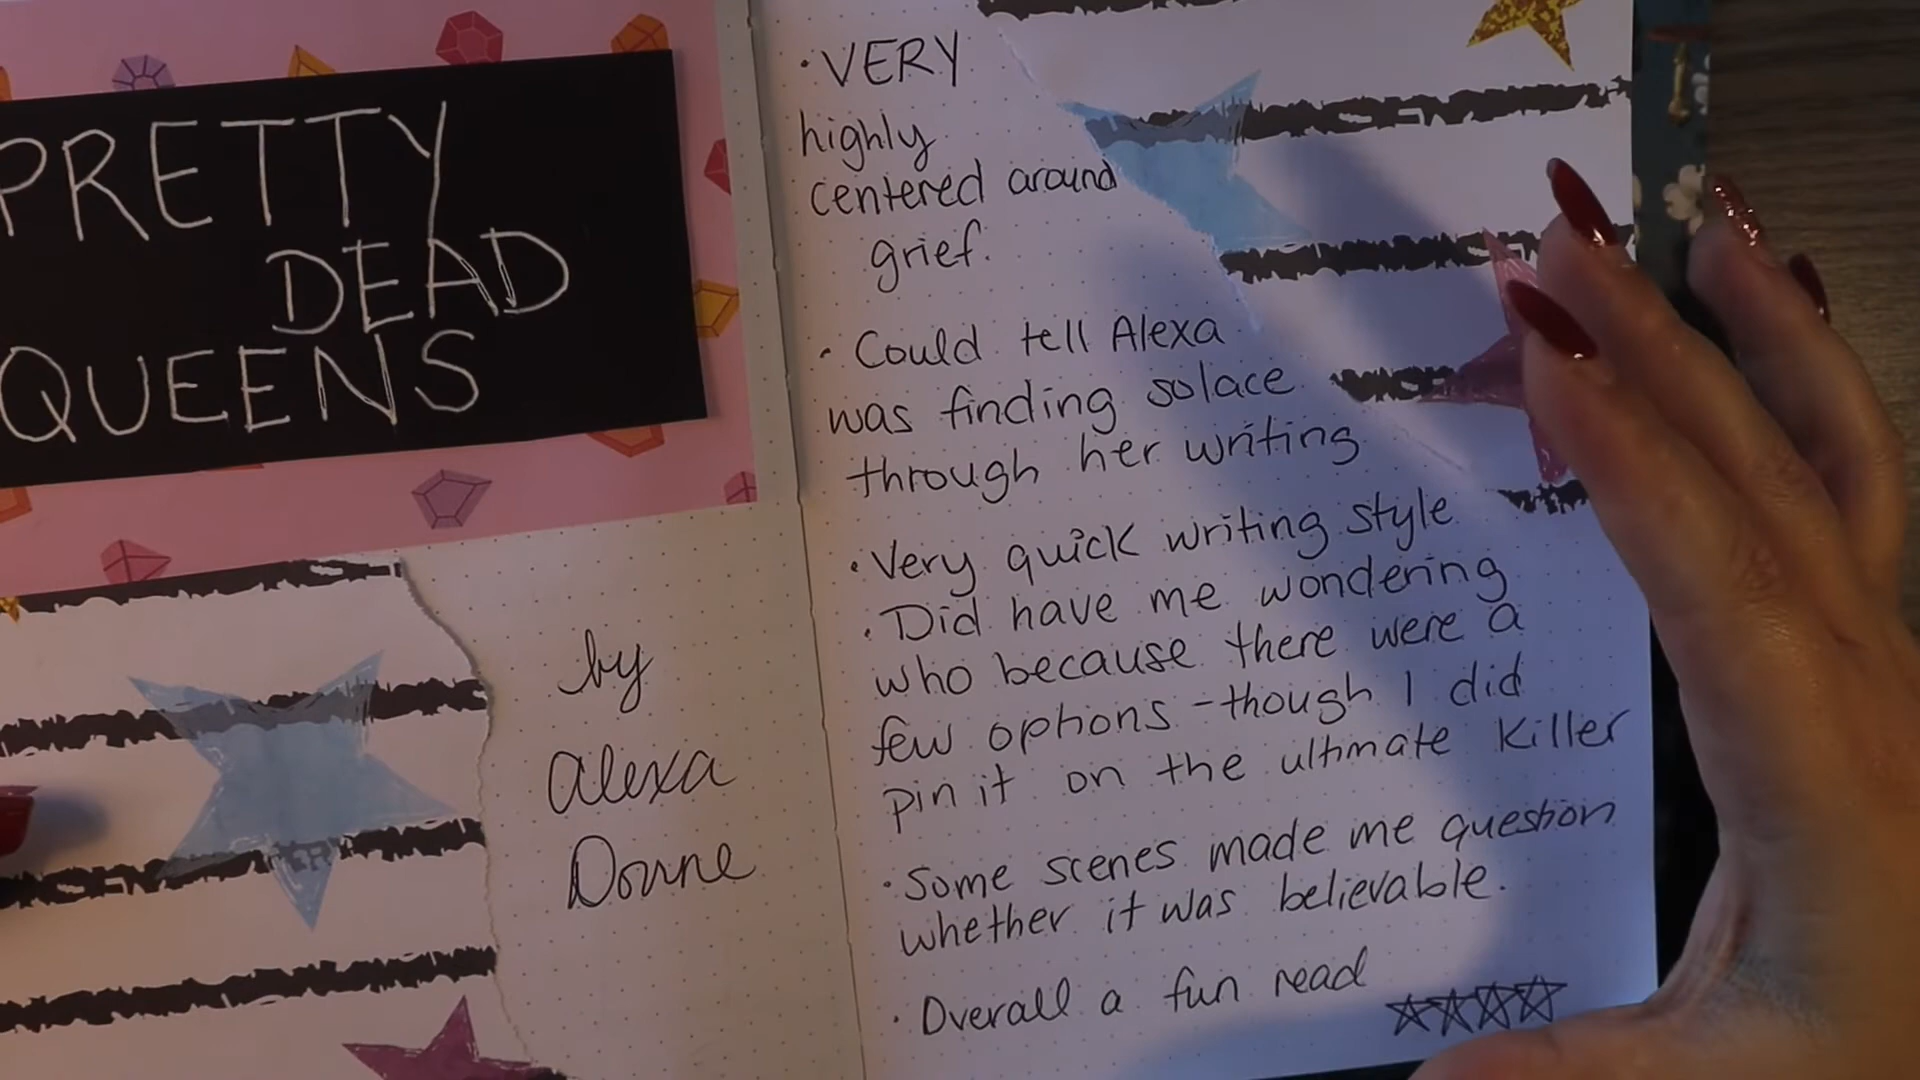 PRETTY
DEAD
QUEENS
by
Alexa
Donne
· VERY
highly
centered around
grief.
· Could tell Alexa
was finding solace
through her writing
· Very quick writing style
· Did have me wondering
who because there were a
few options - though I did
pin it on the ultimate killer
· Some scenes made me question
whether it was believable.
· Overall a fun read